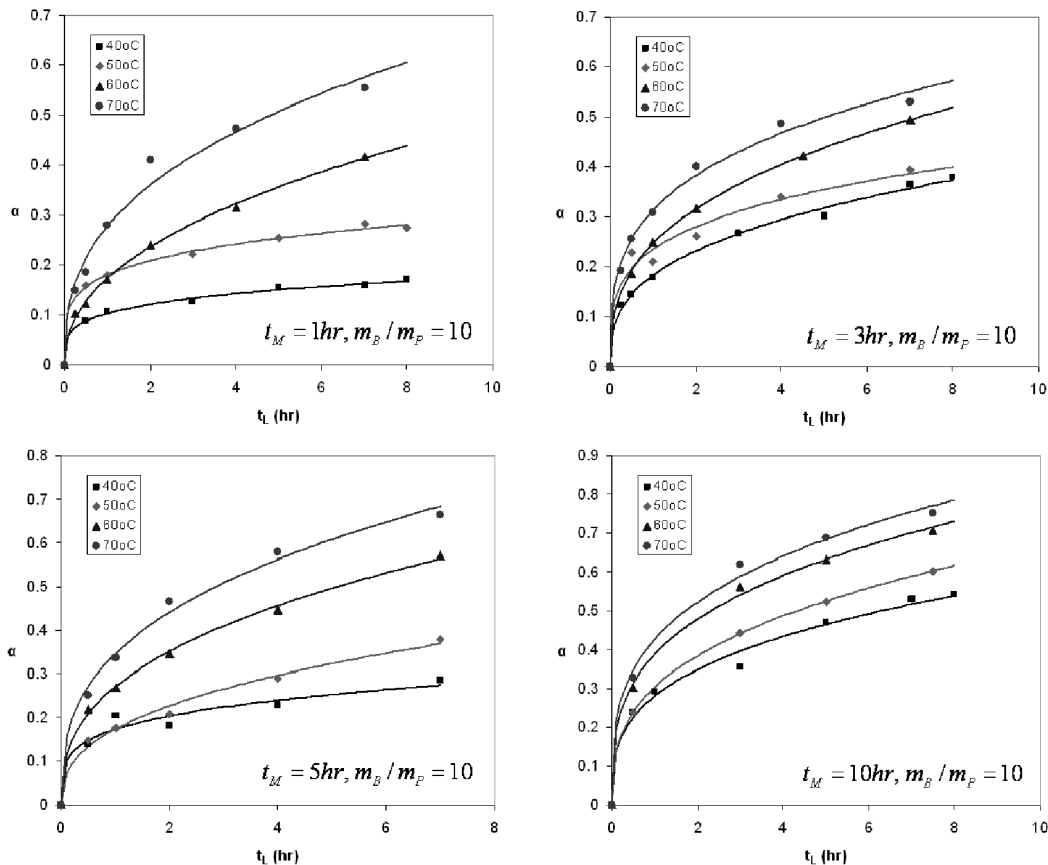 0.7
0.6
0.5
0.4
α
0.3
0.2
0.1
0
0 2 4 6 8 10
t_L (hr)
40oC
50oC
60oC
70oC
t_M = 1hr, m_B / m_P = 10
0.7
0.6
0.5
0.4
α
0.3
0.2
0.1
0
0 2 4 6 8 10
t_L (hr)
40oC
50oC
60oC
70oC
t_M = 3hr, m_B / m_P = 10
0.8
0.7
0.6
0.5
0.4
α
0.3
0.2
0.1
0
0 2 4 6 8
t_L (hr)
40oC
50oC
60oC
70oC
t_M = 5hr, m_B / m_P = 10
0.9
0.8
0.7
0.6
0.5
0.4
α
0.3
0.2
0.1
0
0 2 4 6 8 10
t_L (hr)
40oC
50oC
60oC
70oC
t_M = 10hr, m_B / m_P = 10